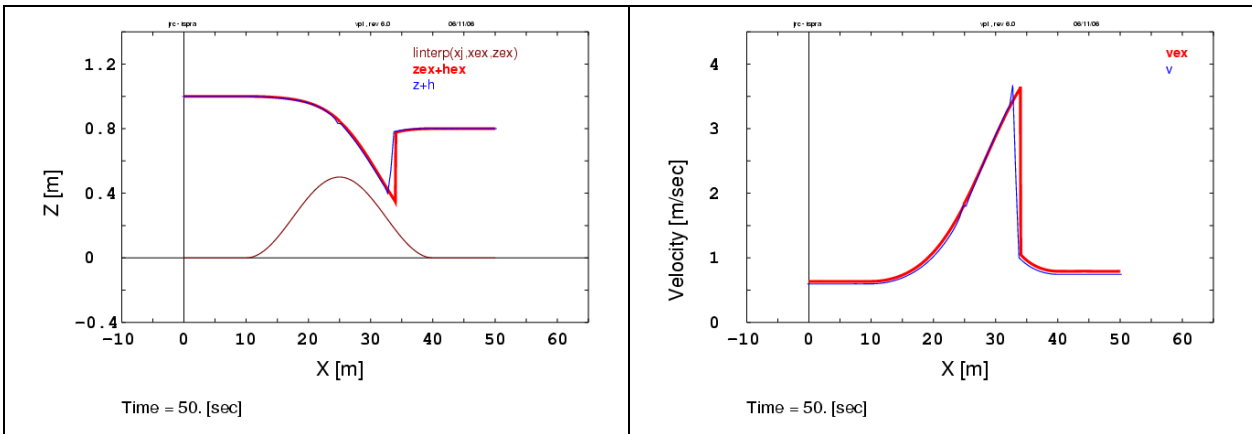 jrc - ispra vpl , rev 6.0 06/11/06
linterp(xj,xex,zex)
zex+hex
z+h
1.2
0.8
0.4
0
-0.4
Z [m]
-10 0 10 20 30 40 50 60
X [m]
Time = 50. [sec]
jrc - ispra vpl , rev 6.0 06/11/06
vex
v
4
3
2
1
0
Velocity [m/sec]
-10 0 10 20 30 40 50 60
X [m]
Time = 50. [sec]